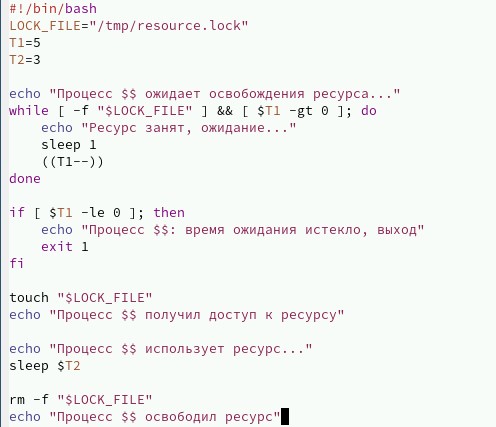 #!/bin/bash
LOCK_FILE="/tmp/resource.lock"
T1=5
T2=3

echo "Процесс $$ ожидает освобождения ресурса..."
while [ -f "$LOCK_FILE" ] && [ $T1 -gt 0 ]; do
    echo "Ресурс занят, ожидание..."
    sleep 1
    ((T1--))
done

if [ $T1 -le 0 ]; then
    echo "Процесс $$: время ожидания истекло, выход"
    exit 1
fi

touch "$LOCK_FILE"
echo "Процесс $$ получил доступ к ресурсу"

echo "Процесс $$ использует ресурс..."
sleep $T2

rm -f "$LOCK_FILE"
echo "Процесс $$ освободил ресурс"